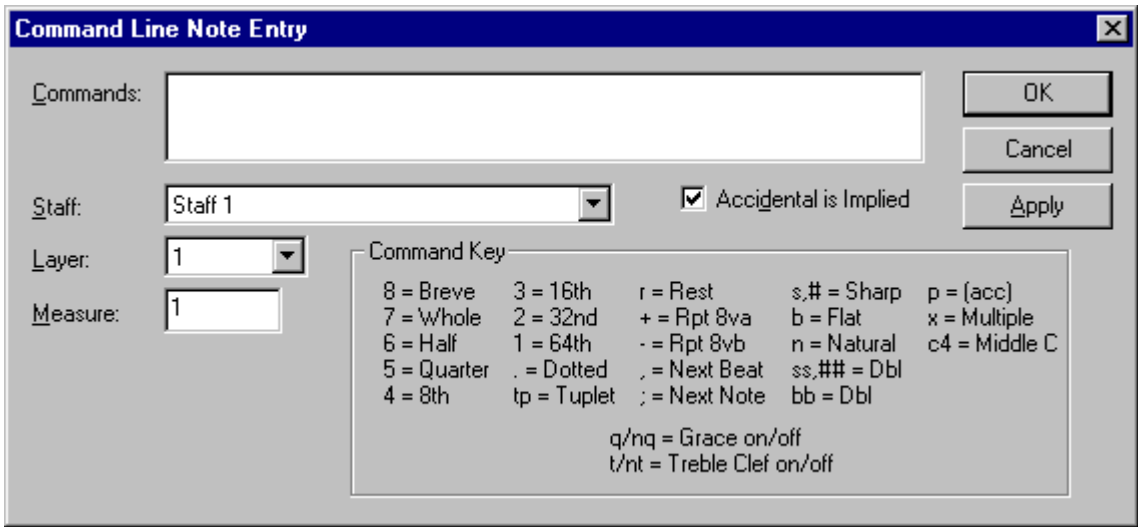 Command Line Note Entry
Commands:
OK
Cancel
Staff: Staff 1
Accidental is Implied
Apply
Layer: 1
Measure: 1
Command Key
8 = Breve 3 = 16th r = Rest s,# = Sharp p = (acc)
7 = Whole 2 = 32nd + = Rpt 8va b = Flat x = Multiple
6 = Half 1 = 64th - = Rpt 8vb n = Natural c4 = Middle C
5 = Quarter . = Dotted , = Next Beat ss,## = Dbl
4 = 8th tp = Tuplet ; = Next Note bb = Dbl
q/nq = Grace on/off
t/nt = Treble Clef on/off